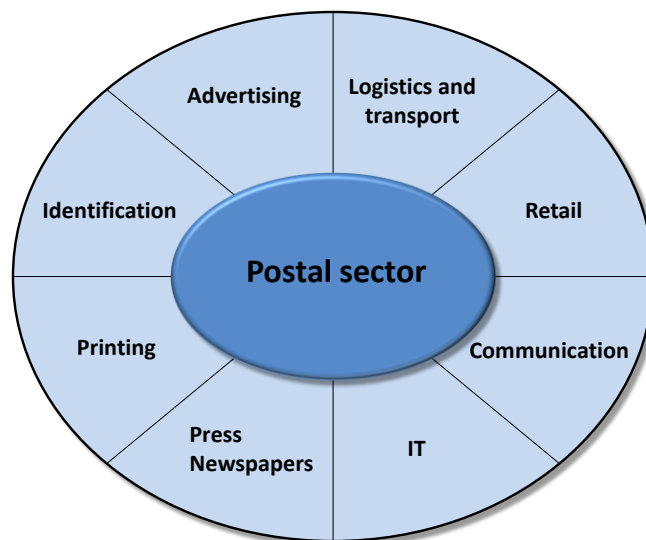 Advertising
Logistics and
transport
Identification
Retail
Postal sector
Printing
Communication
Press
Newspapers
IT